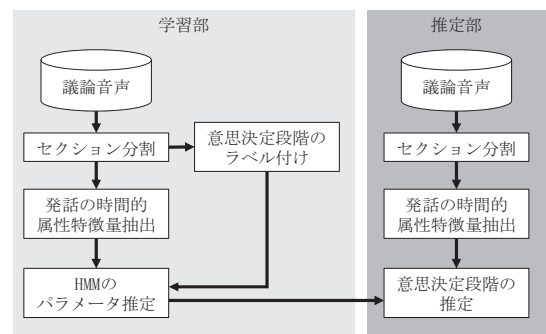 学習部
議論音声
セクション分割
意思決定段階の
ラベル付け
発話の時間的
属性特徴量抽出
HMMの
パラメータ推定
推定部
議論音声
セクション分割
発話の時間的
属性特徴量抽出
意思決定段階の
推定